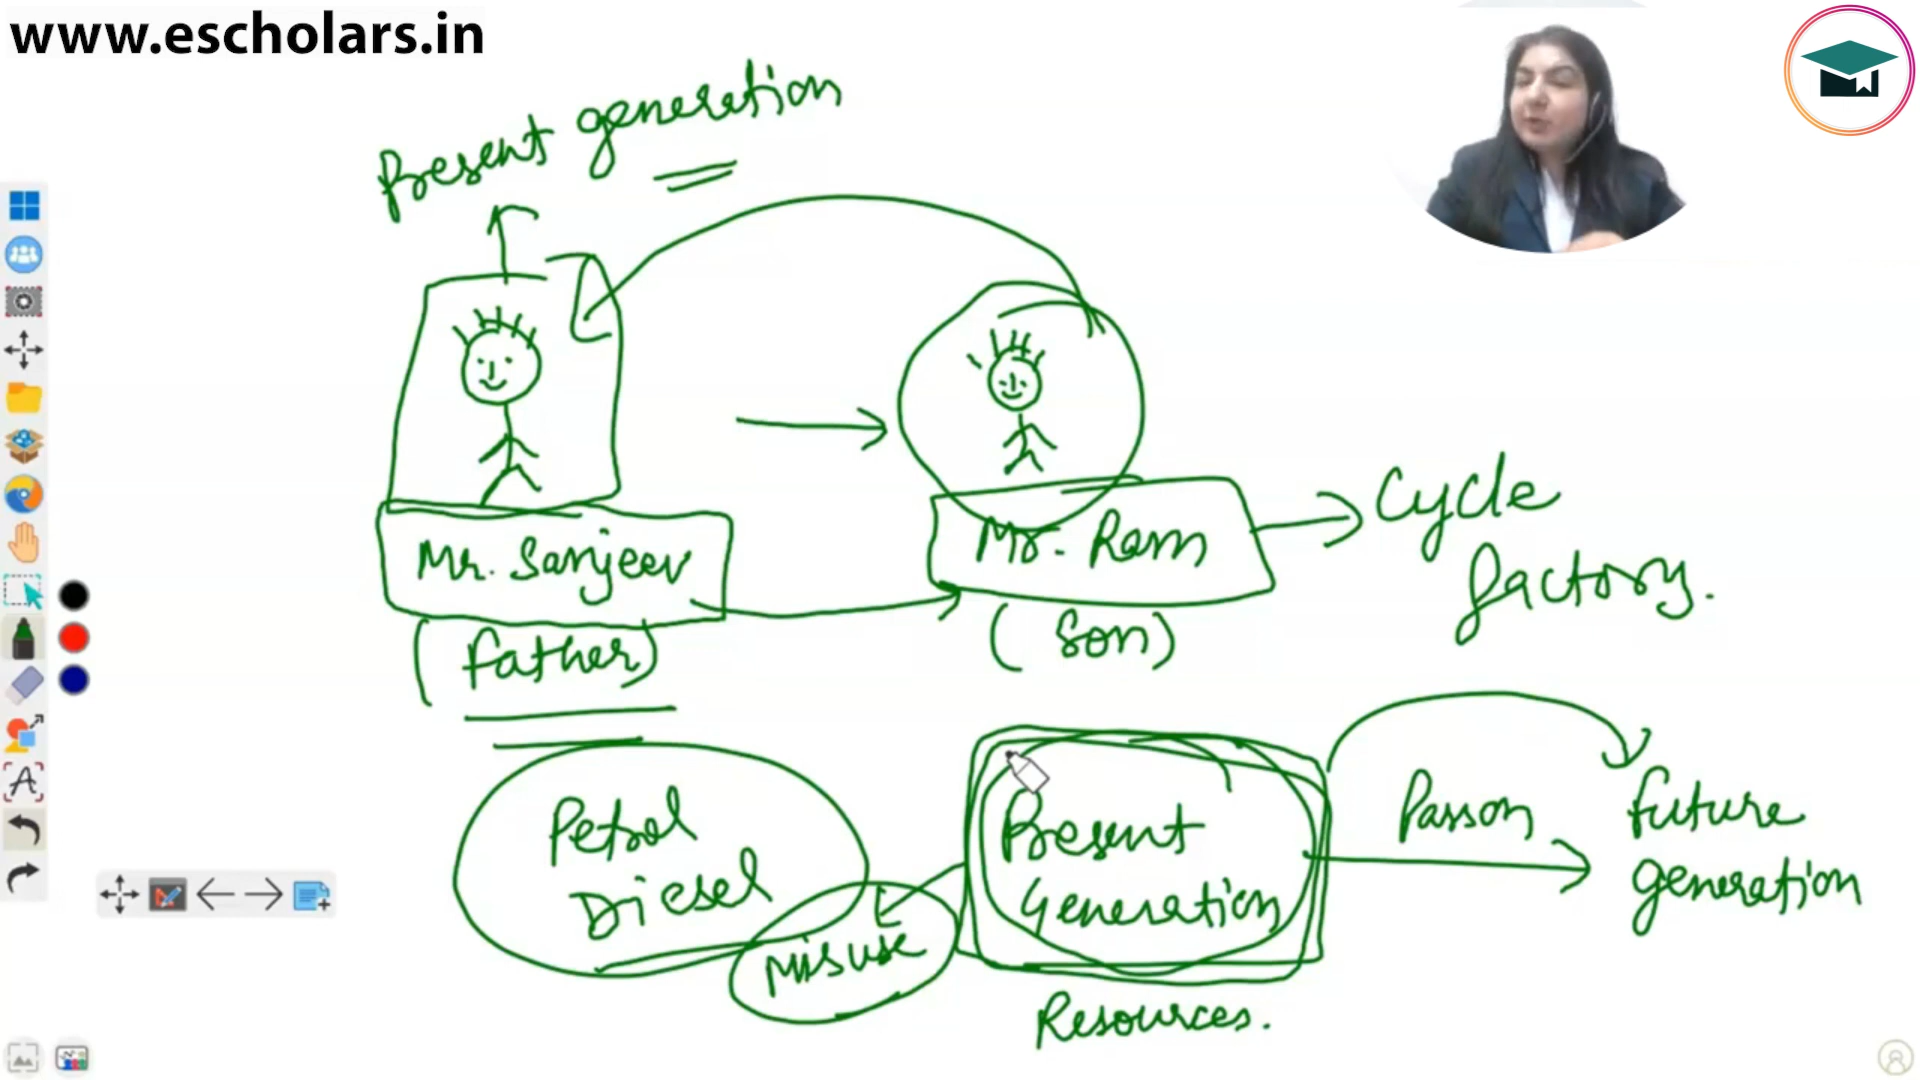 www.escholars.in
Present generation
Mr. Sanjeev
(father)
Mr. Ram
(Son)
Cycle
factory.
Petrol
Diesel
Misuse
Present
Generation
Resources.
Passon
future
generation